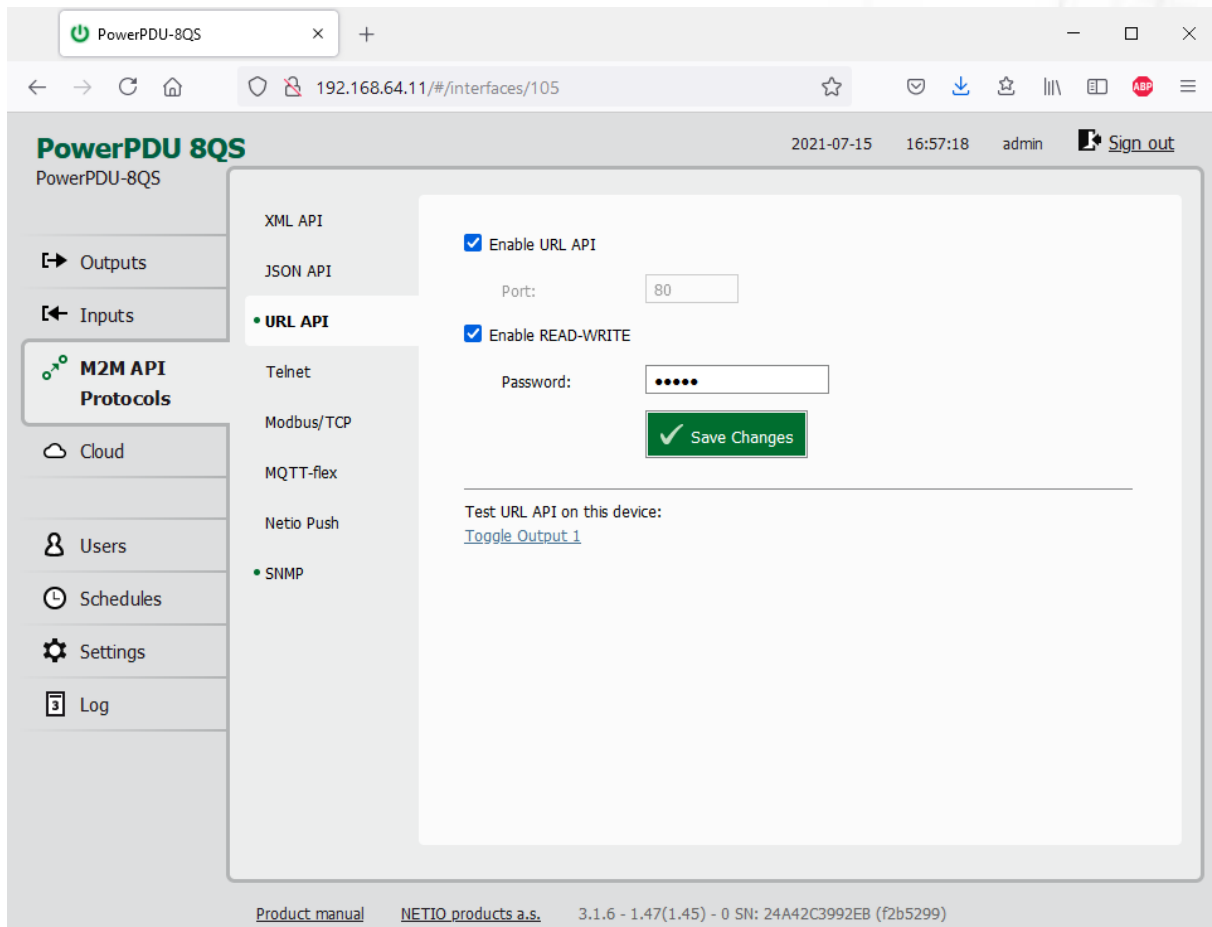 PowerPDU-8QS
192.168.64.11/#/interfaces/105
ABP
PowerPDU 8QS
PowerPDU-8QS
2021-07-15 16:57:18 admin Sign out
Outputs
Inputs
M2M API
Protocols
Cloud
Users
Schedules
Settings
3 Log
XML API
JSON API
• URL API
Telnet
Modbus/TCP
MQTT-flex
Netio Push
• SNMP
Enable URL API
Port: 80
Enable READ-WRITE
Password: •••••
Save Changes
Test URL API on this device:
Toggle Output 1
Product manual NETIO products a.s. 3.1.6 - 1.47(1.45) - 0 SN: 24A42C3992EB (f2b5299)